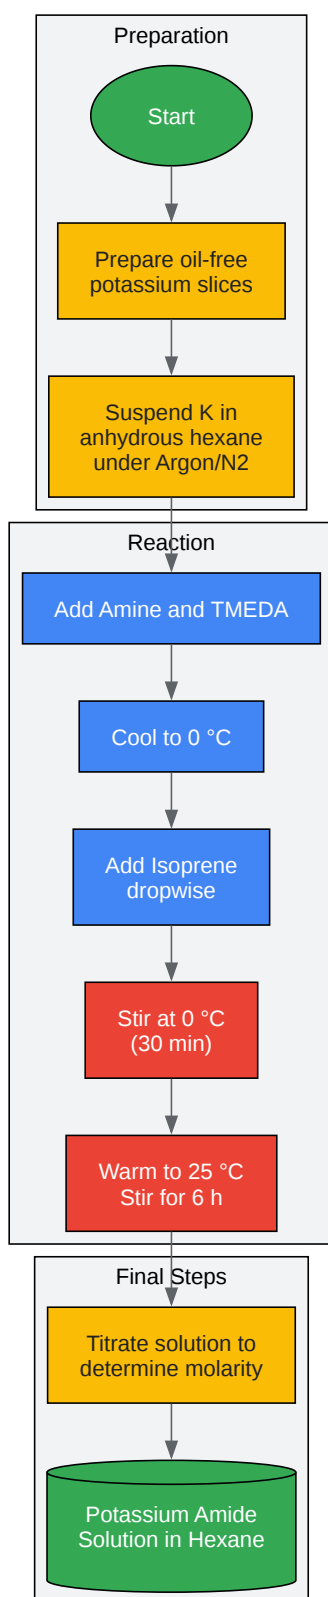 Preparation
Start
Prepare oil-free
potassium slices
Suspend K in
anhydrous hexane
under Argon/N2
Reaction
Add Amine and TMEDA
Cool to 0 °C
Add Isoprene
dropwise
Stir at 0 °C
(30 min)
Warm to 25 °C
Stir for 6 h
Final Steps
Titrate solution to
determine molarity
Potassium Amide
Solution in Hexane